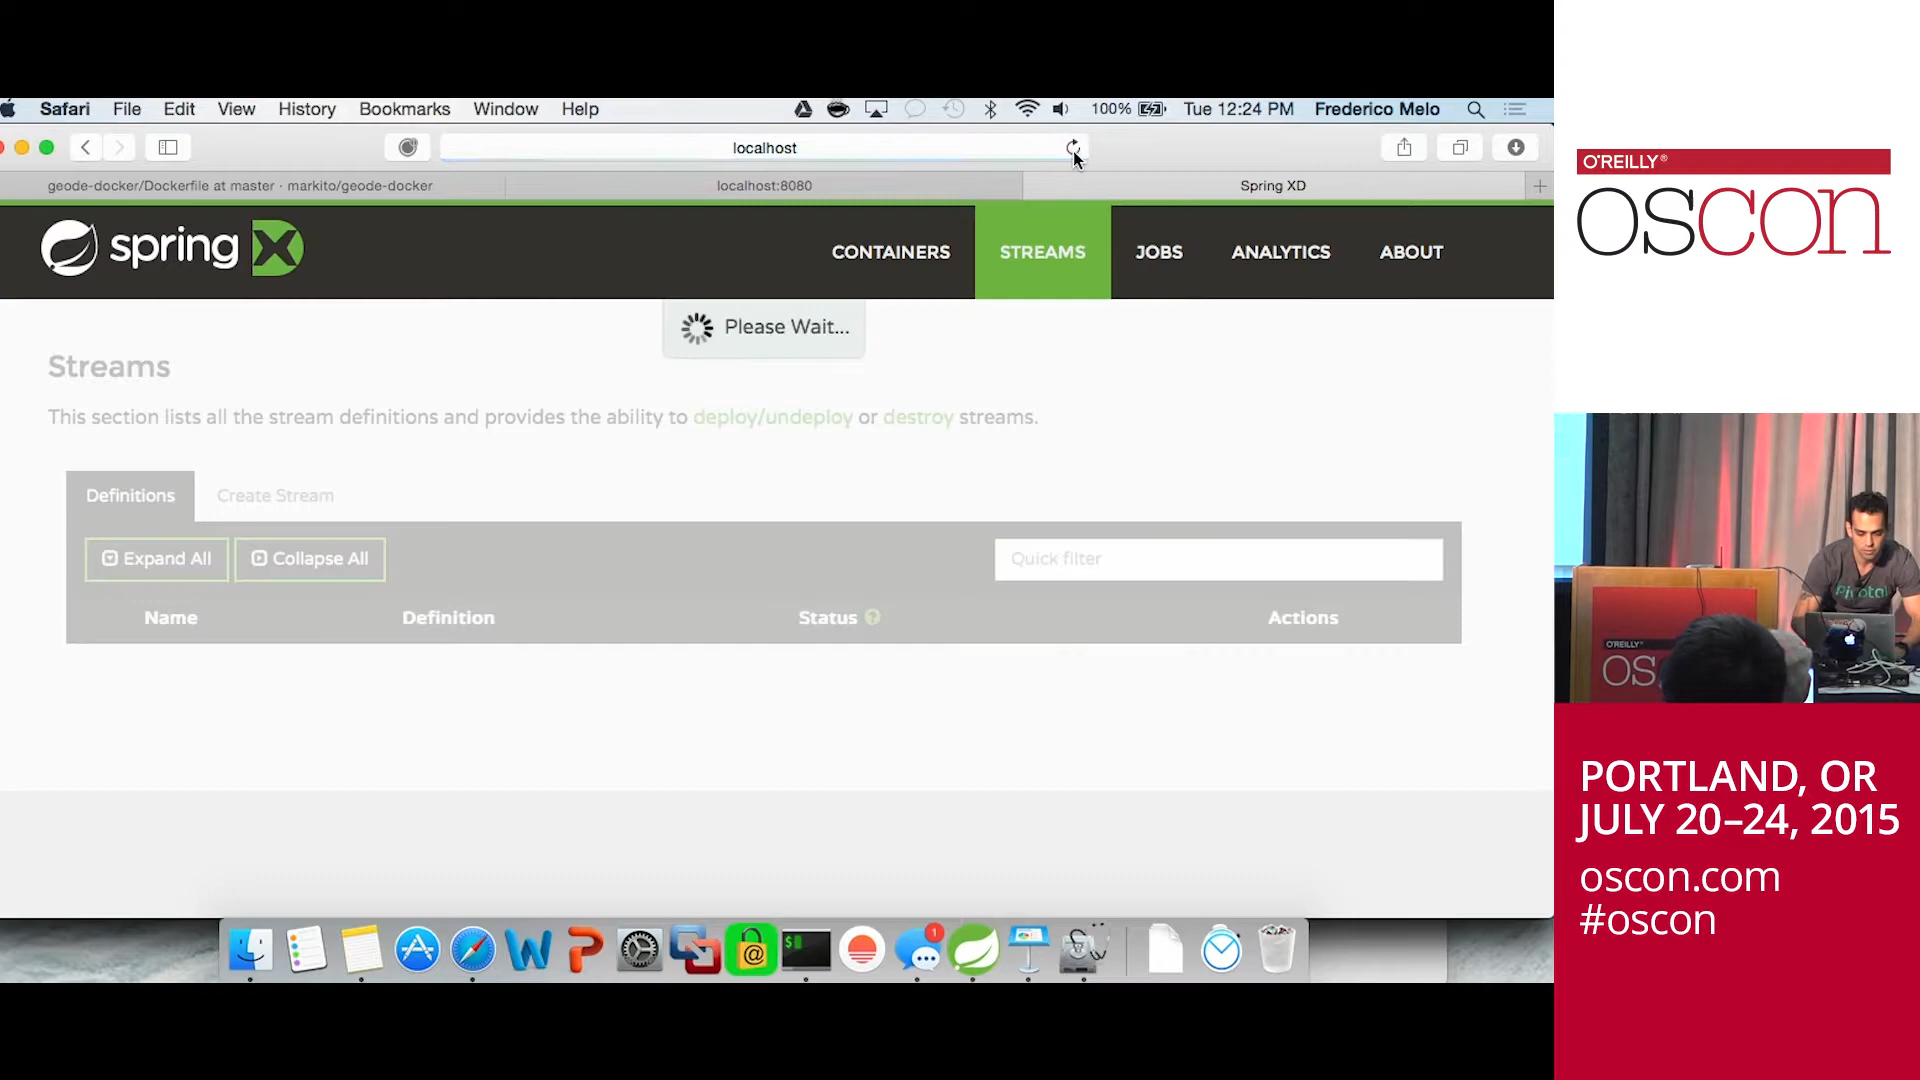 Safari File Edit View History Bookmarks Window Help 100% Tue 12:24 PM Frederico Melo
localhost
geode-docker/Dockerfile at master · markito/geode-docker localhost:8080 Spring XD
spring X
CONTAINERS STREAMS JOBS ANALYTICS ABOUT
Please Wait...
Streams
This section lists all the stream definitions and provides the ability to deploy/undeploy or destroy streams.
Definitions Create Stream
Expand All Collapse All Quick filter
Name Definition Status ? Actions
1
O'REILLY®
OSCON
Pivotal
O'REILLY®
OS
PORTLAND, OR
JULY 20–24, 2015
oscon.com
#oscon